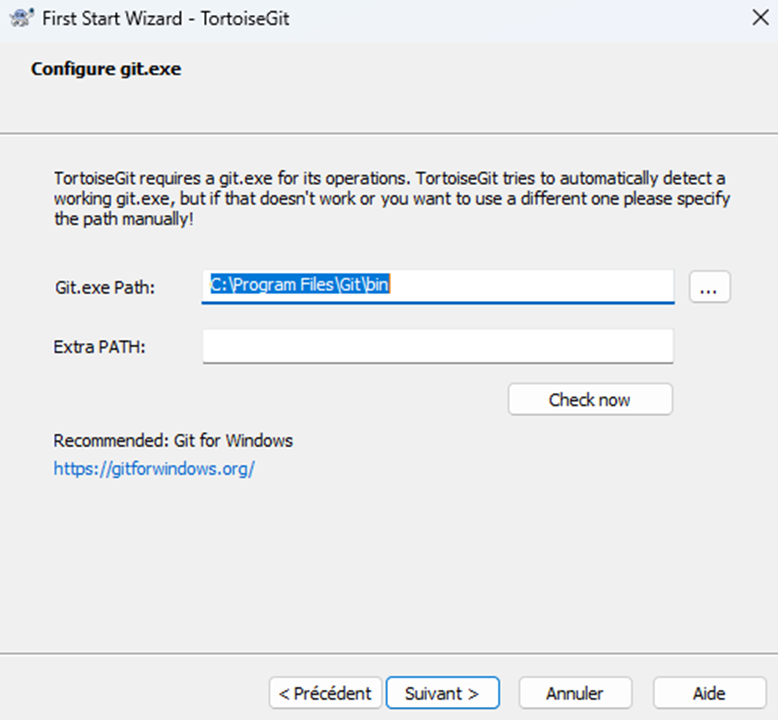 First Start Wizard - TortoiseGit
Configure git.exe
TortoiseGit requires a git.exe for its operations. TortoiseGit tries to automatically detect a
working git.exe, but if that doesn't work or you want to use a different one please specify
the path manually!
Git.exe Path: C:\Program Files\Git\bin ...
Extra PATH:
Check now
Recommended: Git for Windows
https://gitforwindows.org/
< Précédent Suivant > Annuler Aide